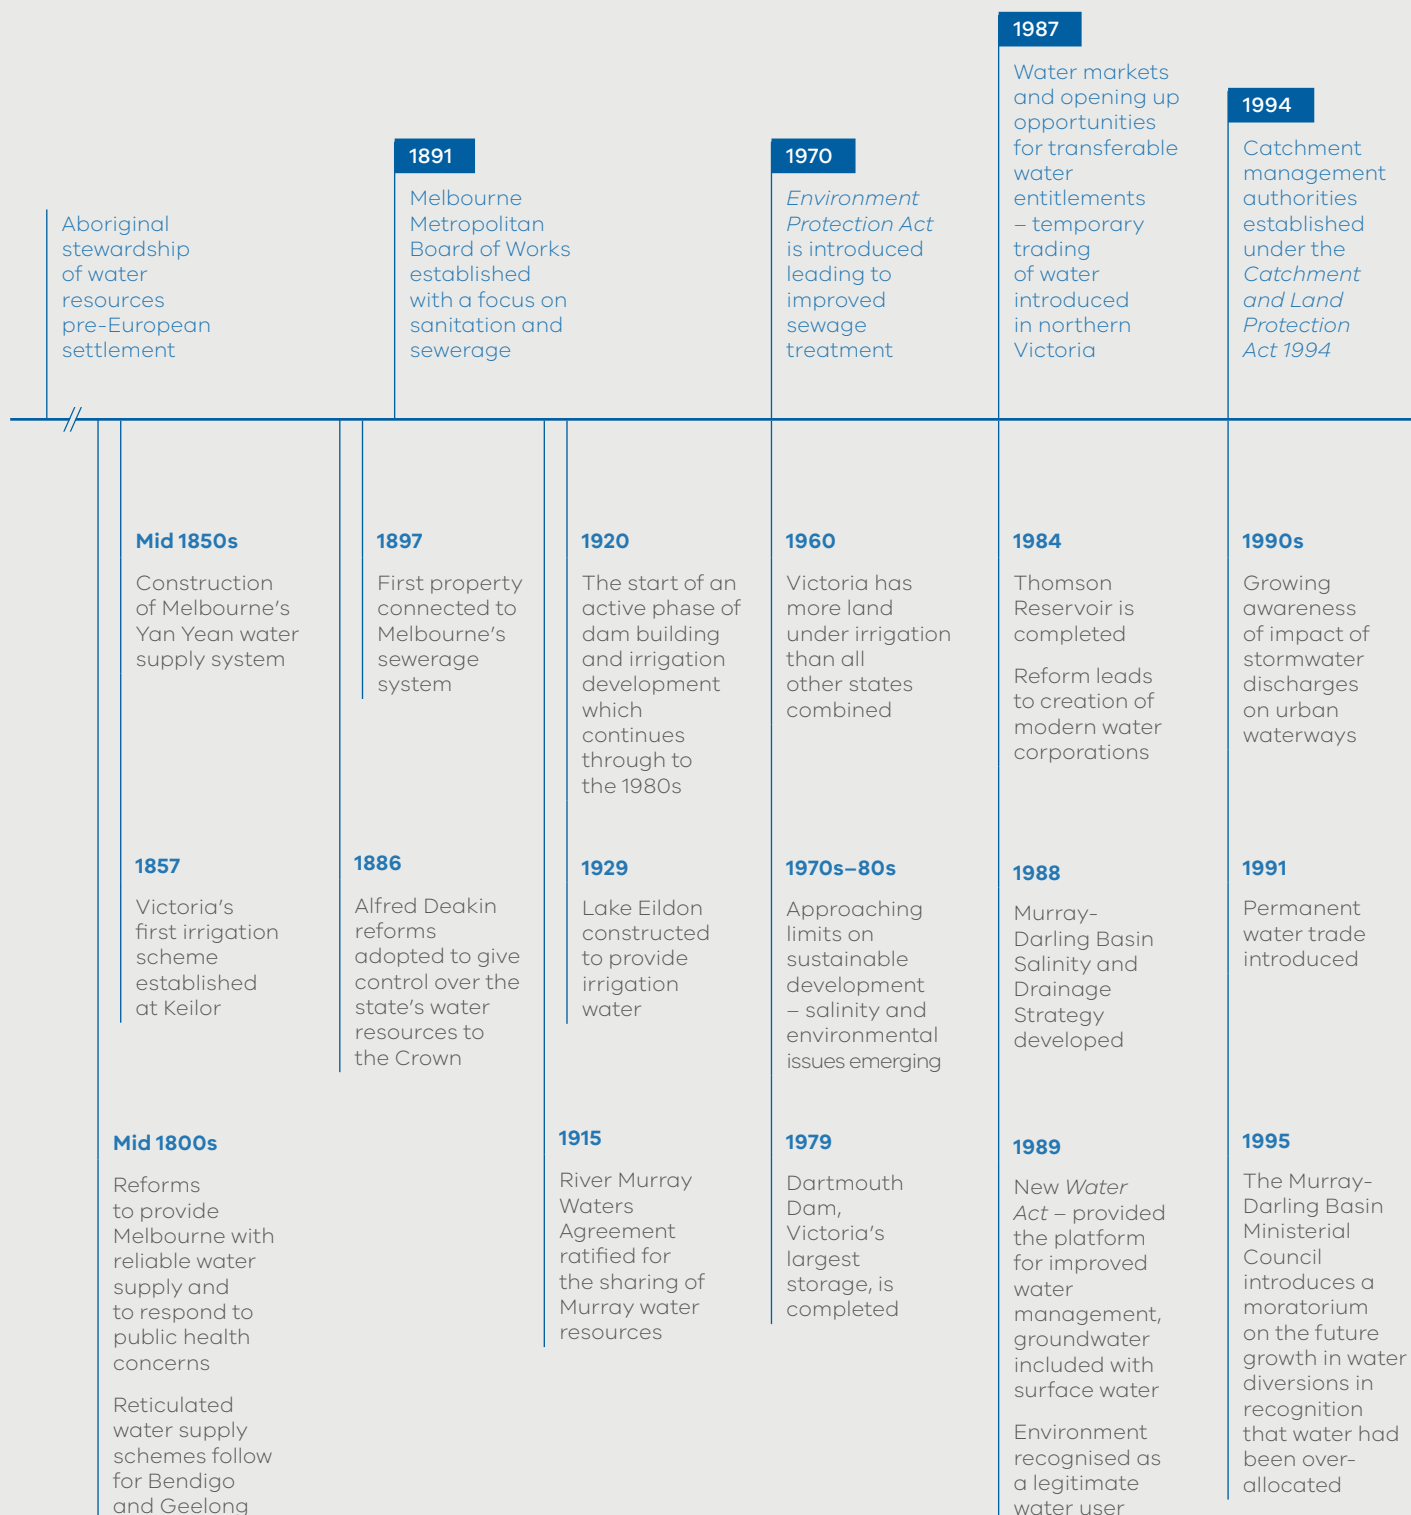 Aboriginal
stewardship
of water
resources
pre-European
settlement
1891
Melbourne
Metropolitan
Board of Works
established
with a focus on
sanitation and
sewerage
1970
Environment
Protection Act
is introduced
leading to
improved
sewage
treatment
1987
Water markets
and opening up
opportunities
for transferable
water
entitlements
– temporary
trading
of water
introduced
in northern
Victoria
1994
Catchment
management
authorities
established
under the
Catchment
and Land
Protection
Act 1994
Mid 1850s
Construction
of Melbourne’s
Yan Yean water
supply system
1857
Victoria’s
first irrigation
scheme
established
at Keilor
Mid 1800s
Reforms
to provide
Melbourne with
reliable water
supply and
to respond to
public health
concerns
Reticulated
water supply
schemes follow
for Bendigo
and Geelong
1897
First property
connected to
Melbourne’s
sewerage
system
1886
Alfred Deakin
reforms
adopted to give
control over the
state’s water
resources to
the Crown
1920
The start of an
active phase of
dam building
and irrigation
development
which
continues
through to
the 1980s
1929
Lake Eildon
constructed
to provide
irrigation
water
1915
River Murray
Waters
Agreement
ratified for
the sharing of
Murray water
resources
1960
Victoria has
more land
under irrigation
than all
other states
combined
1970s–80s
Approaching
limits on
sustainable
development
– salinity and
environmental
issues emerging
1979
Dartmouth
Dam,
Victoria’s
largest
storage, is
completed
1984
Thomson
Reservoir is
completed
Reform leads
to creation of
modern water
corporations
1988
Murray-
Darling Basin
Salinity and
Drainage
Strategy
developed
1989
New Water
Act – provided
the platform
for improved
water
management,
groundwater
included with
surface water
Environment
recognised as
a legitimate
water user
1990s
Growing
awareness
of impact of
stormwater
discharges
on urban
waterways
1991
Permanent
water trade
introduced
1995
The Murray-
Darling Basin
Ministerial
Council
introduces a
moratorium
on the future
growth in water
diversions in
recognition
that water had
been over-
allocated